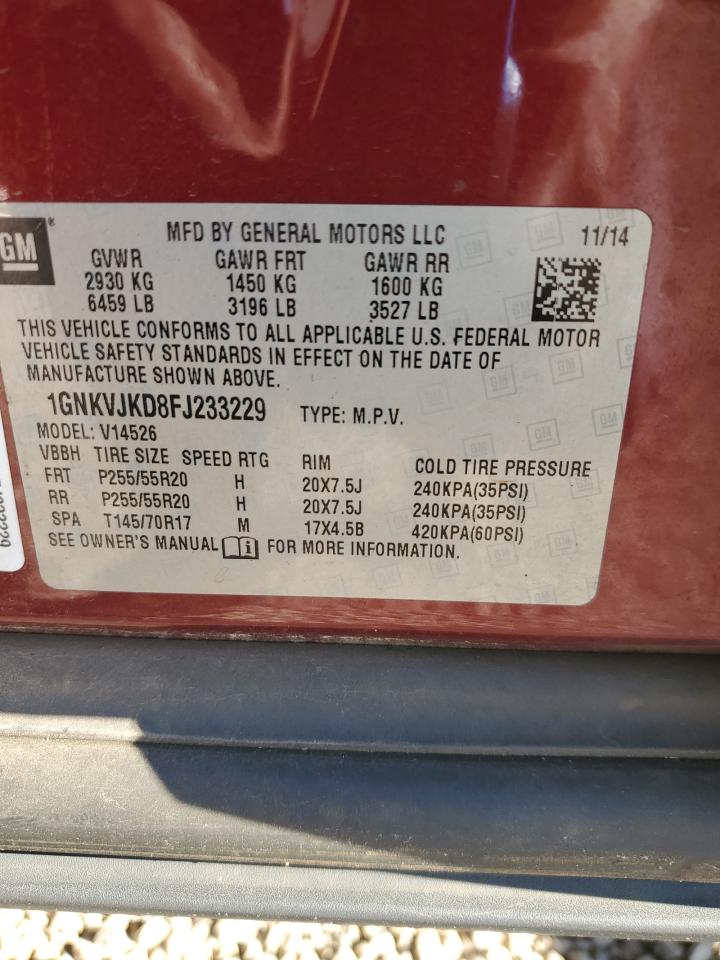 GM®
MFD BY GENERAL MOTORS LLC 11/14
GVWR GAWR FRT GAWR RR
2930 KG 1450 KG 1600 KG
6459 LB 3196 LB 3527 LB
THIS VEHICLE CONFORMS TO ALL APPLICABLE U.S. FEDERAL MOTOR
VEHICLE SAFETY STANDARDS IN EFFECT ON THE DATE OF
MANUFACTURE SHOWN ABOVE.
1GNKVJKD8FJ233229 TYPE: M.P.V.
MODEL: V14526
VBBH TIRE SIZE SPEED RTG RIM COLD TIRE PRESSURE
FRT P255/55R20 H 20X7.5J 240KPA(35PSI)
RR P255/55R20 H 20X7.5J 240KPA(35PSI)
SPA T145/70R17 M 17X4.5B 420KPA(60PSI)
SEE OWNER'S MANUAL i FOR MORE INFORMATION.